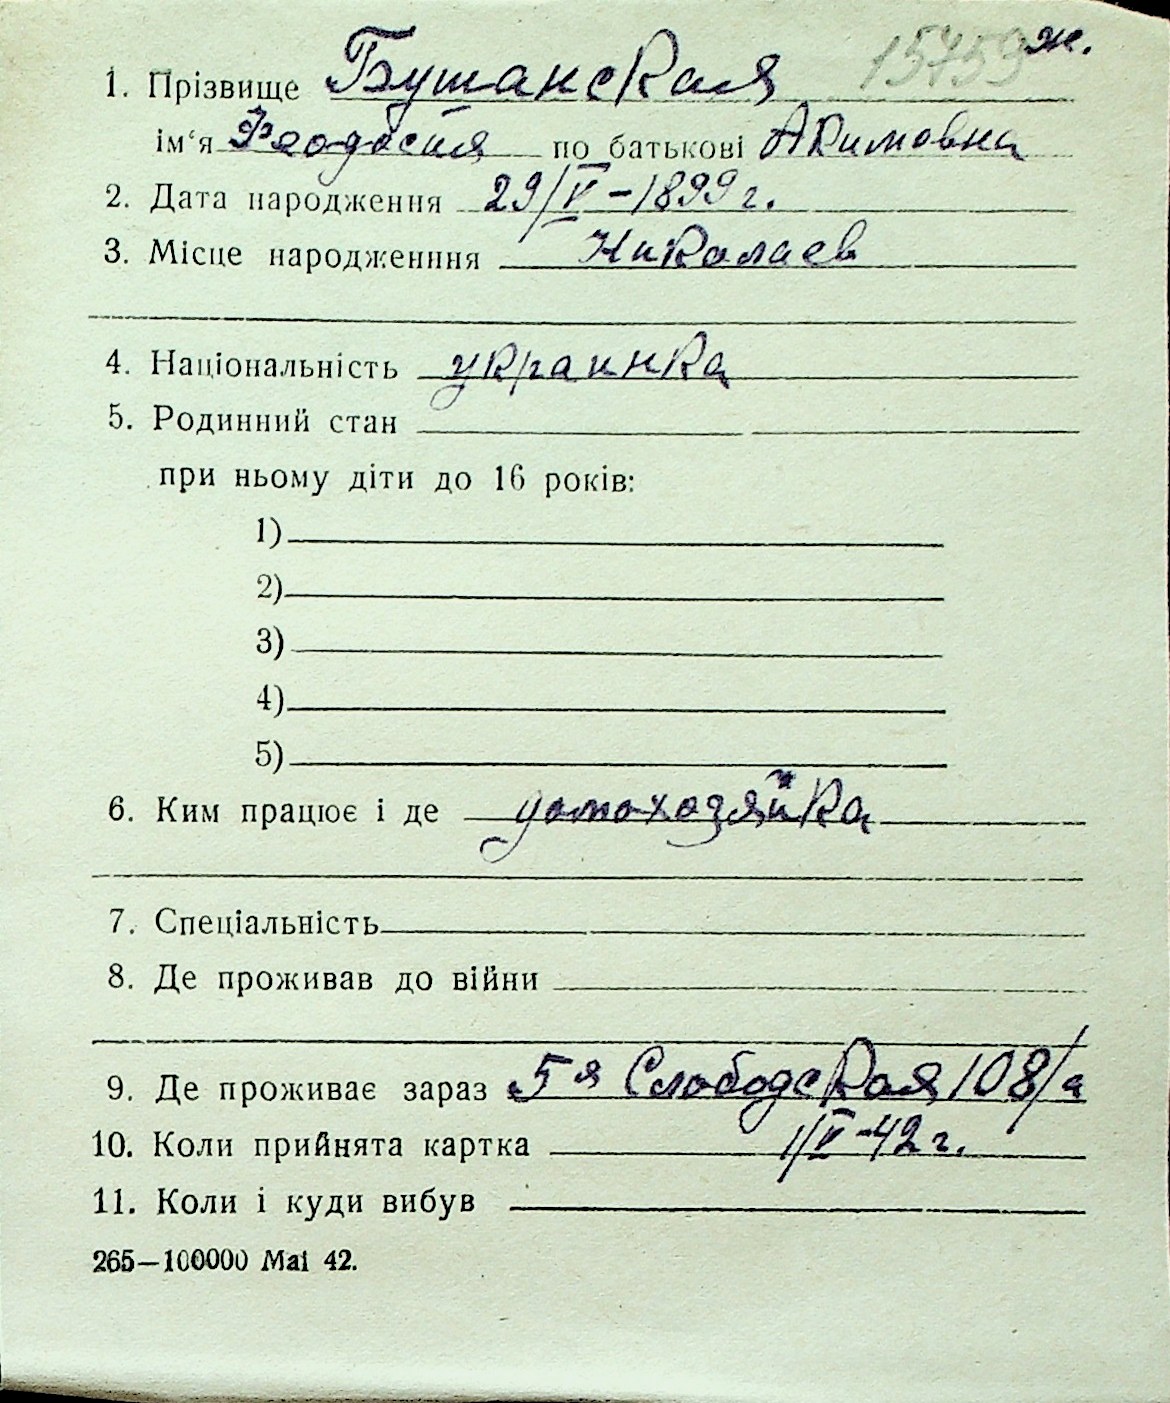 15759 ж.
1. Прізвище Бушанская
ім'я Феодосия по батькові Акимовна
2. Дата народження 29/V-1899 г.
3. Місце народженння Николаев
4. Національність украинка
5. Родинний стан
при ньому діти до 16 років:
1)
2)
3)
4)
5)
6. Ким працює і де домохозяйка
7. Спеціальність
8. Де проживав до війни
9. Де проживає зараз 5я Слободская 108/а
10. Коли прийнята картка 1/V-42 г.
11. Коли і куди вибув
265—100000 Mai 42.